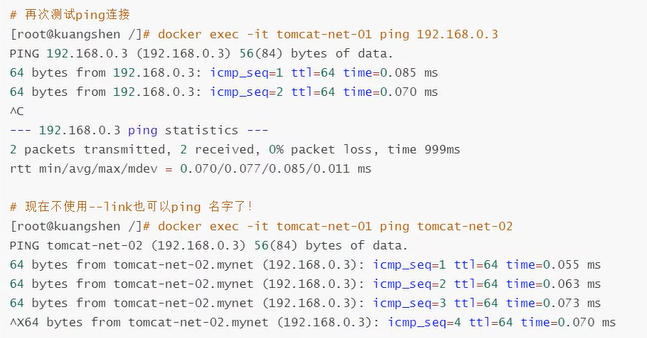 # 再次测试ping连接
[root@kuangshen /]# docker exec -it tomcat-net-01 ping 192.168.0.3
PING 192.168.0.3 (192.168.0.3) 56(84) bytes of data.
64 bytes from 192.168.0.3: icmp_seq=1 ttl=64 time=0.085 ms
64 bytes from 192.168.0.3: icmp_seq=2 ttl=64 time=0.070 ms
^C
--- 192.168.0.3 ping statistics ---
2 packets transmitted, 2 received, 0% packet loss, time 999ms
rtt min/avg/max/mdev = 0.070/0.077/0.085/0.011 ms
# 现在不使用--link也可以ping 名字了!
[root@kuangshen /]# docker exec -it tomcat-net-01 ping tomcat-net-02
PING tomcat-net-02 (192.168.0.3) 56(84) bytes of data.
64 bytes from tomcat-net-02.mynet (192.168.0.3): icmp_seq=1 ttl=64 time=0.055 ms
64 bytes from tomcat-net-02.mynet (192.168.0.3): icmp_seq=2 ttl=64 time=0.063 ms
64 bytes from tomcat-net-02.mynet (192.168.0.3): icmp_seq=3 ttl=64 time=0.073 ms
^X64 bytes from tomcat-net-02.mynet (192.168.0.3): icmp_seq=4 ttl=64 time=0.070 ms